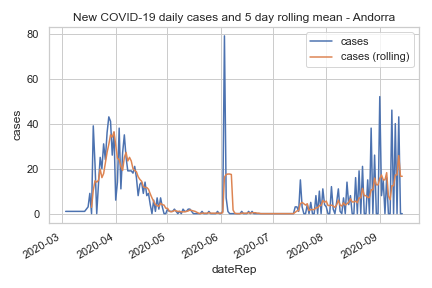 New COVID-19 daily cases and 5 day rolling mean - Andorra
80
60
40
20
0
cases
cases
cases (rolling)
2020-03
2020-04
2020-05
2020-06
2020-07
2020-08
2020-09
dateRep